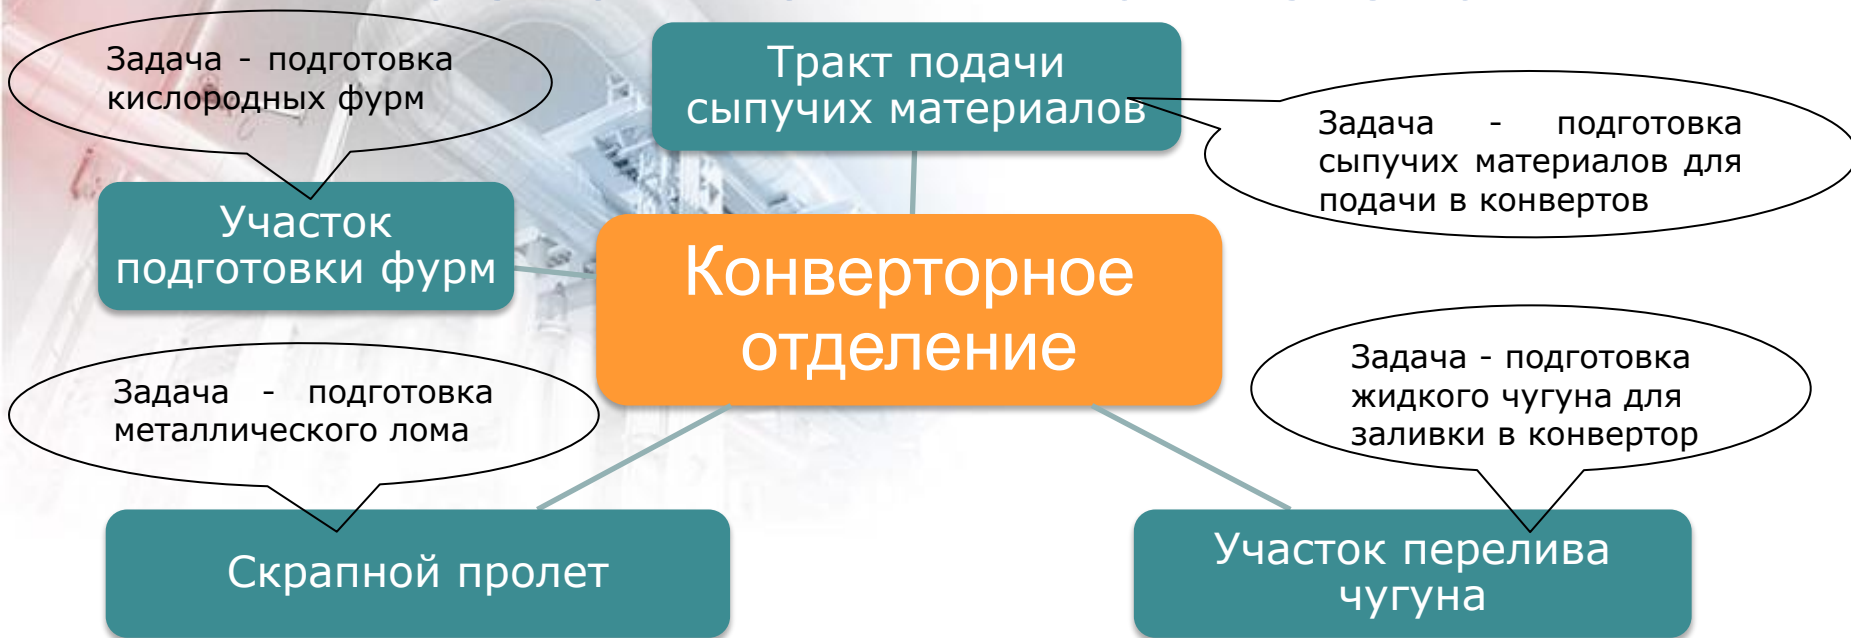 Задача - подготовка
кислородных фурм
Тракт подачи
сыпучих материалов
Задача - подготовка
сыпучих материалов для
подачи в конвертов
Участок
подготовки фурм
Конверторное
отделение
Задача - подготовка
металлического лома
Задача - подготовка
жидкого чугуна для
заливки в конвертор
Скрапной пролет
Участок перелива
чугуна